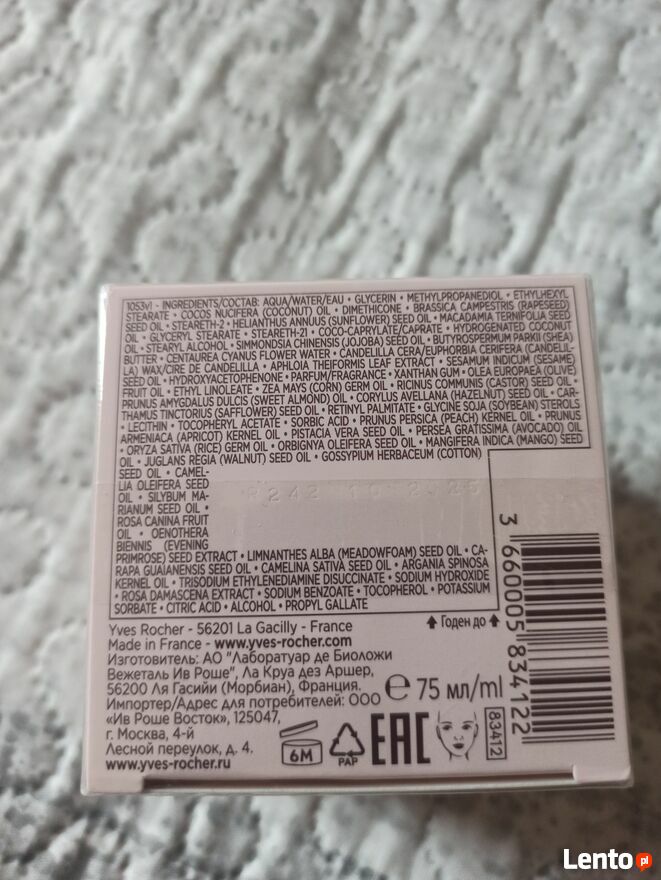 1053v1 - INGREDIENTS/СОСТАВ: AQUA/WATER/EAU • GLYCERIN • METHYLPROPANEDIOL • ETHYLHEXYL
STEARATE • COCOS NUCIFERA (COCONUT) OIL • DIMETHICONE • BRASSICA CAMPESTRIS (RAPESEED)
SEED OIL • STEARETH-2 • HELIANTHUS ANNUUS (SUNFLOWER) SEED OIL • MACADAMIA TERNIFOLIA SEED
OIL • GLYCERYL STEARATE • STEARETH-21 • COCO-CAPRYLATE/CAPRATE • HYDROGENATED COCONUT
OIL • STEARYL ALCOHOL • SIMMONDSIA CHINENSIS (JOJOBA) SEED OIL • BUTYROSPERMUM PARKII (SHEA)
BUTTER • CENTAUREA CYANUS FLOWER WATER • CANDELILLA CERA/EUPHORBIA CERIFERA (CANDELIL-
LA) WAX/CIRE DE CANDELILLA • APHLOIA THEIFORMIS LEAF EXTRACT • SESAMUM INDICUM (SESAME)
SEED OIL • HYDROXYACETOPHENONE • PARFUM/FRAGRANCE • XANTHAN GUM • OLEA EUROPAEA (OLIVE)
FRUIT OIL • ETHYL LINOLEATE • ZEA MAYS (CORN) GERM OIL • RICINUS COMMUNIS (CASTOR) SEED OIL •
PRUNUS AMYGDALUS DULCIS (SWEET ALMOND) OIL • CORYLUS AVELLANA (HAZELNUT) SEED OIL • CAR-
THAMUS TINCTORIUS (SAFFLOWER) SEED OIL • RETINYL PALMITATE • GLYCINE SOJA (SOYBEAN) STEROLS
• LECITHIN • TOCOPHERYL ACETATE • SORBIC ACID • PRUNUS PERSICA (PEACH) KERNEL OIL • PRUNUS
ARMENIACA (APRICOT) KERNEL OIL • PISTACIA VERA SEED OIL • PERSEA GRATISSIMA (AVOCADO) OIL
• ORYZA SATIVA (RICE) GERM OIL • ORBIGNYA OLEIFERA SEED OIL • MANGIFERA INDICA (MANGO) SEED
OIL • JUGLANS REGIA (WALNUT) SEED OIL • GOSSYPIUM HERBACEUM (COTTON)
SEED OIL • CAMEL-
LIA OLEIFERA SEED
OIL • SILYBUM MA-
RIANUM SEED OIL •
ROSA CANINA FRUIT
OIL • OENOTHERA
BIENNIS (EVENING
PRIMROSE) SEED EXTRACT • LIMNANTHES ALBA (MEADOWFOAM) SEED OIL • CA-
RAPA GUAIANENSIS SEED OIL • CAMELINA SATIVA SEED OIL • ARGANIA SPINOSA
KERNEL OIL • TRISODIUM ETHYLENEDIAMINE DISUCCINATE • SODIUM HYDROXIDE
• ROSA DAMASCENA EXTRACT • SODIUM BENZOATE • TOCOPHEROL • POTASSIUM
SORBATE • CITRIC ACID • ALCOHOL • PROPYL GALLATE
R242 10 2025
Годен до
3 660005 834122
Yves Rocher - 56201 La Gacilly - France
Made in France - www.yves-rocher.com
Изготовитель: АО "Лаборатуар де Биоложи
Вежеталь Ив Роше", Ла Круа дез Аршер,
56200 Ля Гасийи (Морбиан), Франция.
Импортер/Адрес для потребителей: ООО
«Ив Роше Восток», 125047,
г. Москва, 4-й
Лесной переулок, д. 4.
www.yves-rocher.ru
e 75 мл/ml
6M
PAP
EAC
83412
Lento pl